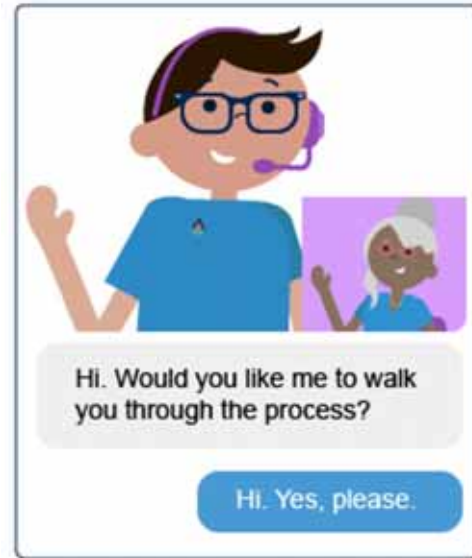 Hi. Would you like me to walk
you through the process?
Hi. Yes, please.